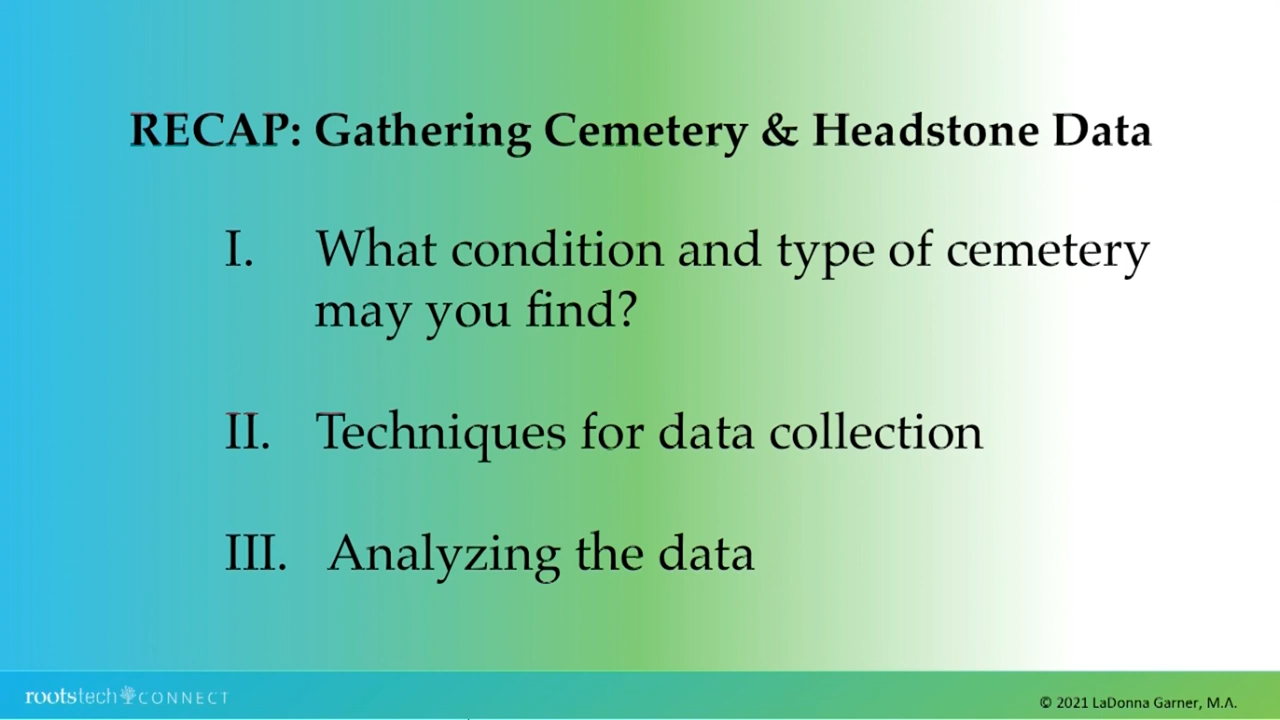 RECAP: Gathering Cemetery & Headstone Data
I. What condition and type of cemetery
may you find?
II. Techniques for data collection
III. Analyzing the data
rootstech CONNECT
© 2021 LaDonna Garner, M.A.